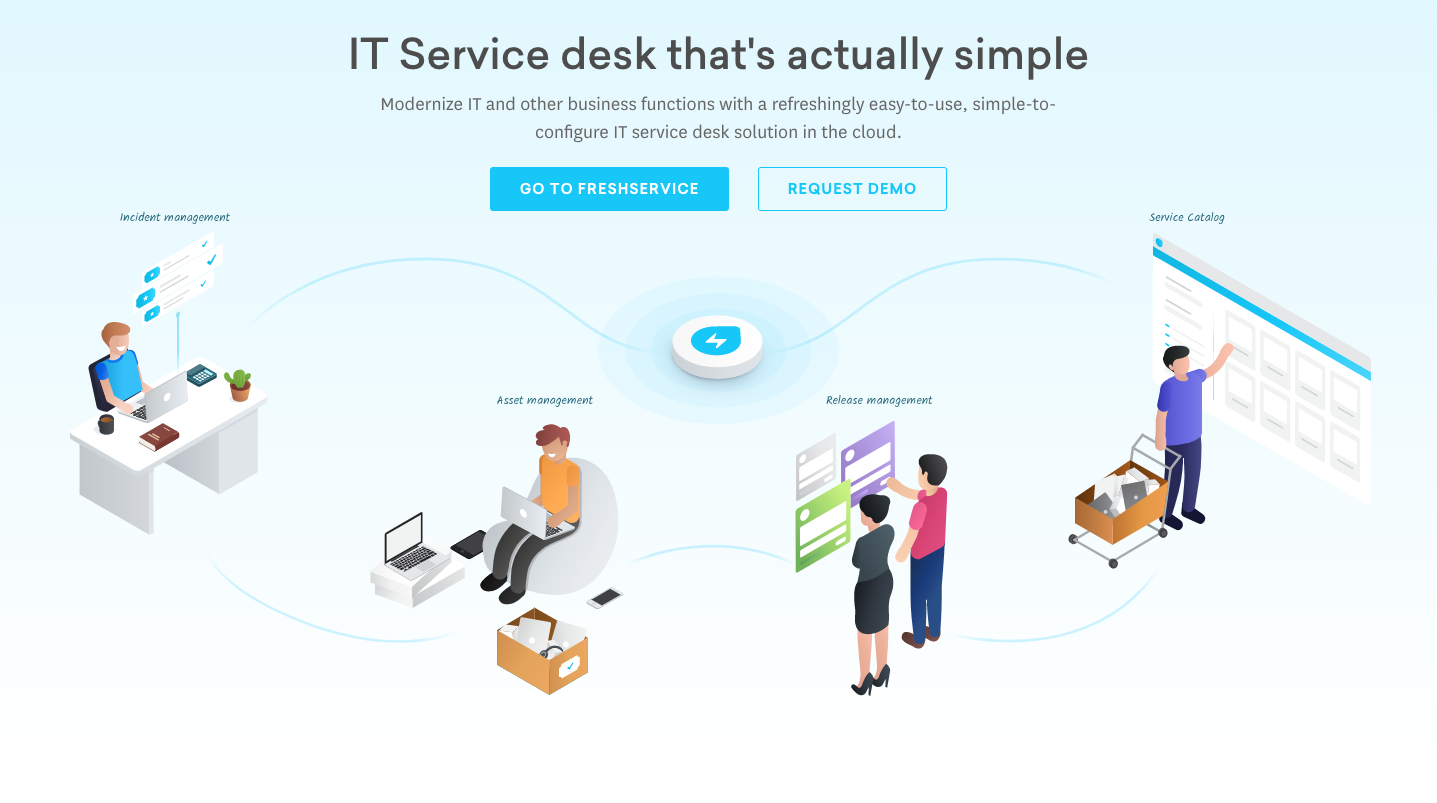 IT Service desk that's actually simple
Modernize IT and other business functions with a refreshingly easy-to-use, simple-to-
configure IT service desk solution in the cloud.
GO TO FRESHSERVICE
REQUEST DEMO
Incident management
Service Catalog
Asset management
Release management